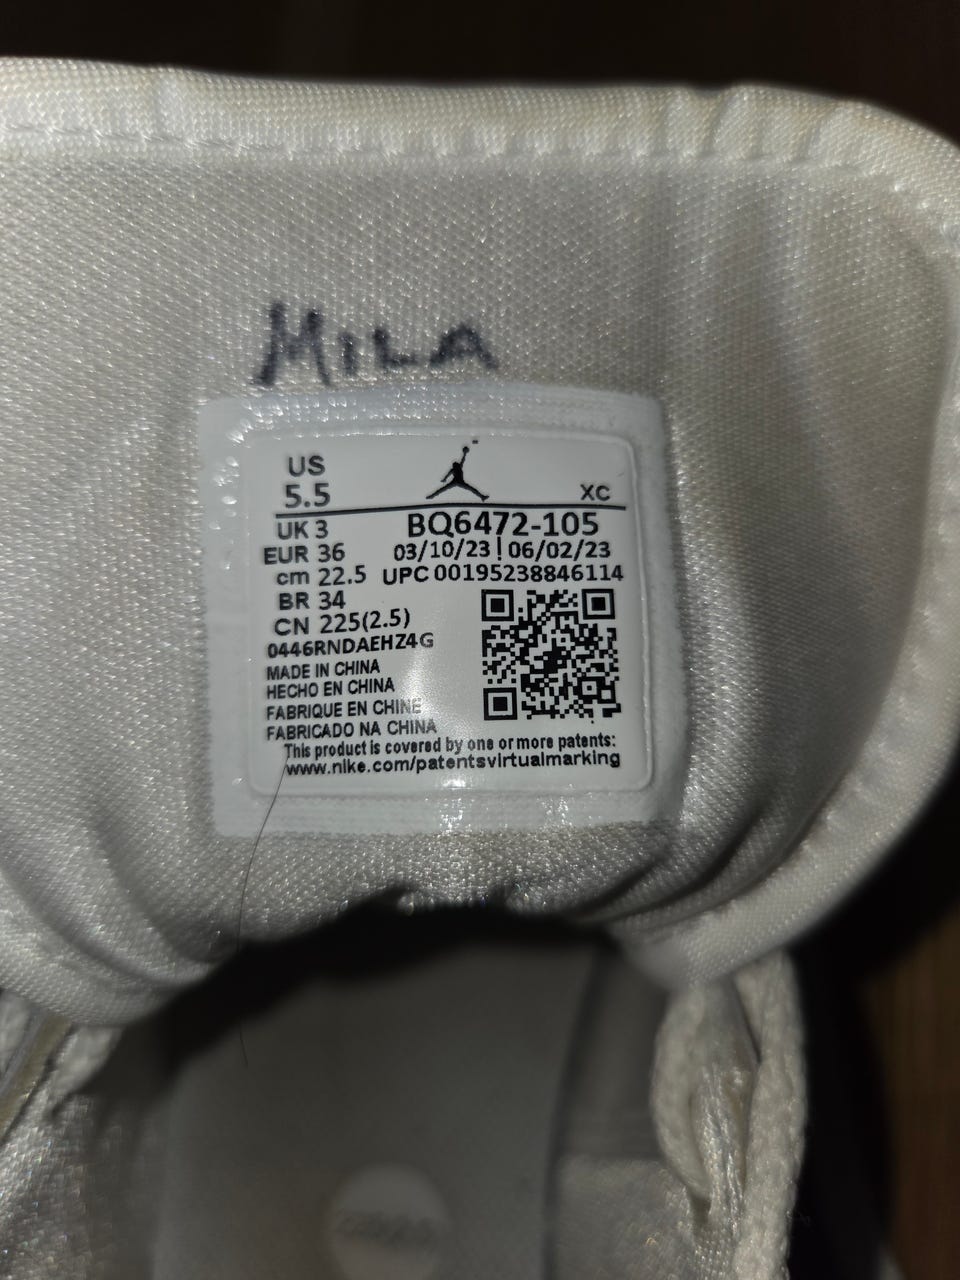 MILA
US
5.5
XC
UK 3
BQ6472-105
EUR 36
03/10/23 | 06/02/23
cm 22.5
UPC 00195238846114
BR 34
CN 225(2.5)
0446RNDAEHZ4G
MADE IN CHINA
HECHO EN CHINA
FABRIQUE EN CHINE
FABRICADO NA CHINA
This product is covered by one or more patents:
www.nike.com/patentsvirtualmarking